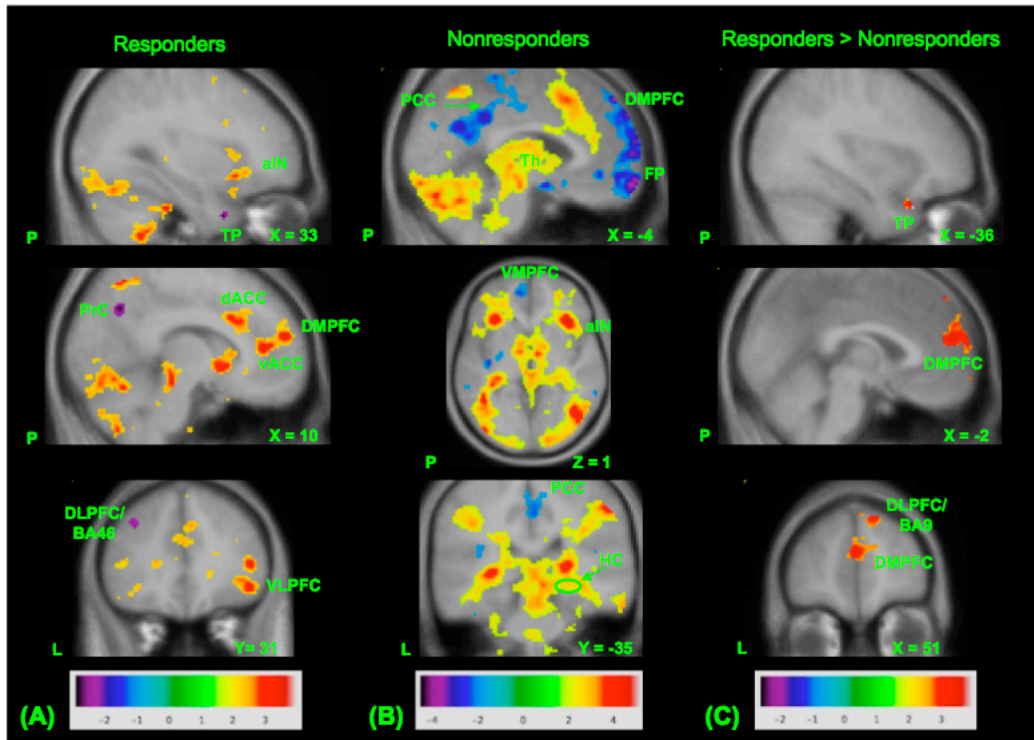 Responders
aIN
TP
P
X = 33
PrC
dACC
DMPFC
vACC
P
X = 10
DLPFC/
BA46
VLPFC
L
Y= 31
-2
-1
0
1
2
3
(A)
Nonresponders
PCC
DMPFC
Th
FP
P
X = -4
VMPFC
aIN
P
Z = 1
PCC
HC
L
Y = -35
-4
-2
0
2
4
(B)
Responders > Nonresponders
TP
P
X = -36
DMPFC
P
X = -2
DLPFC/
BA9
DMPFC
L
X = 51
-2
-1
0
1
2
3
(C)